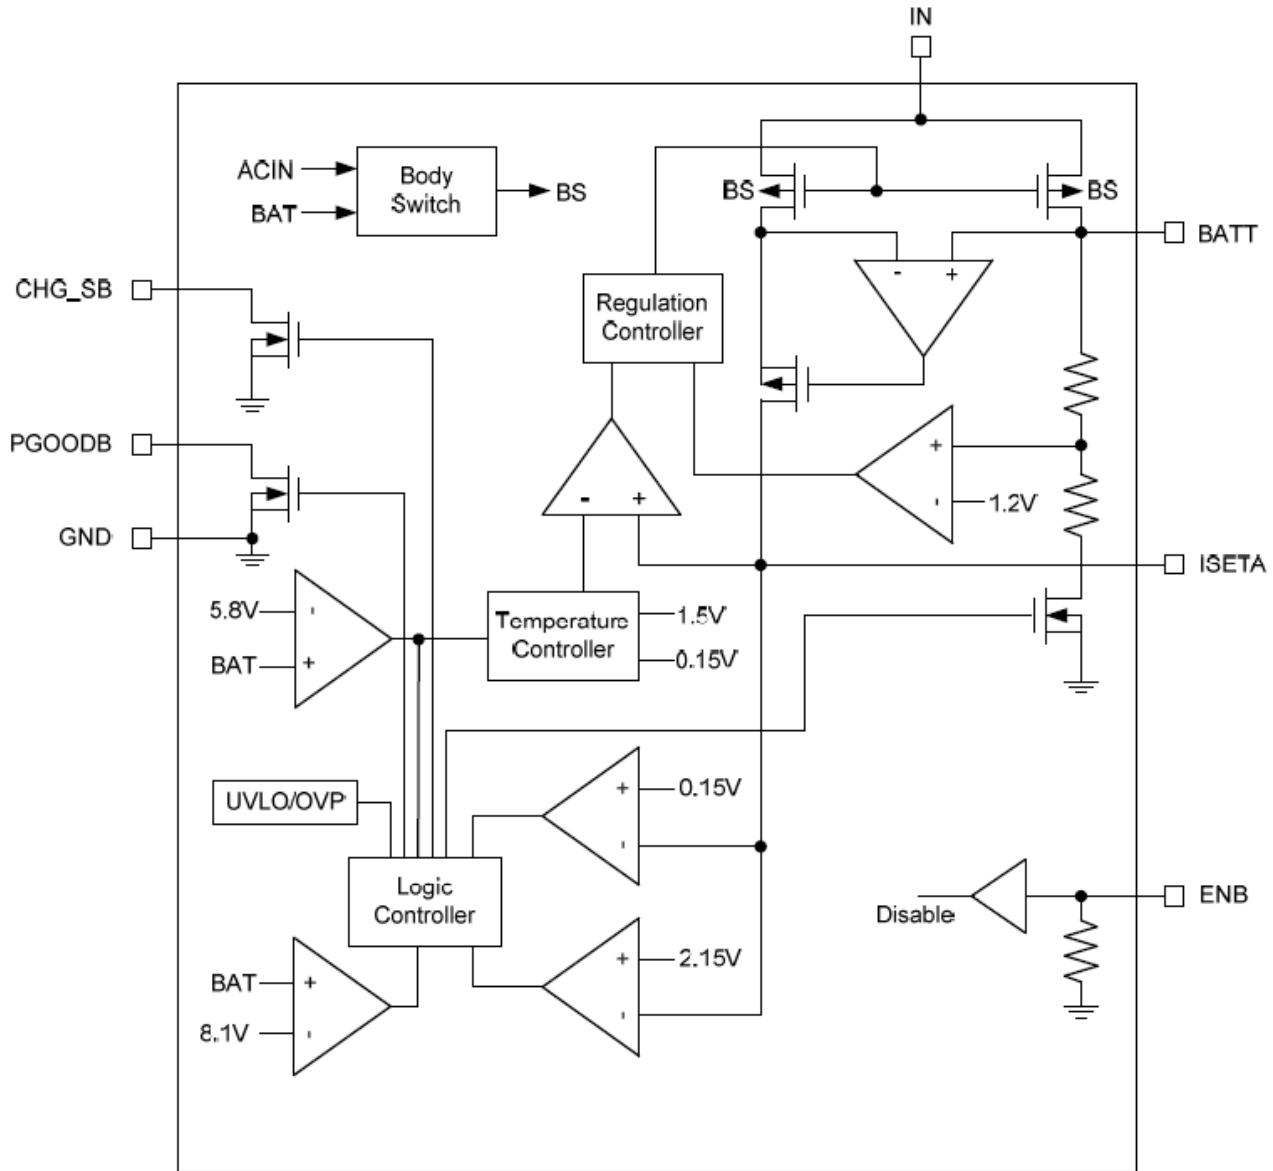 IN
ACIN
BAT
Body
Switch
BS
BS
BS
BATT
CHG_SB
Regulation
Controller
-
+
PGOODB
+
-
1.2V
-
+
GND
ISETA
5.8V
-
BAT
+
Temperature
Controller
1.5V
0.15V
UVLO/OVP
+
0.15V
-
Logic
Controller
Disable
ENB
+
2.15V
-
BAT
+
8.1V
-